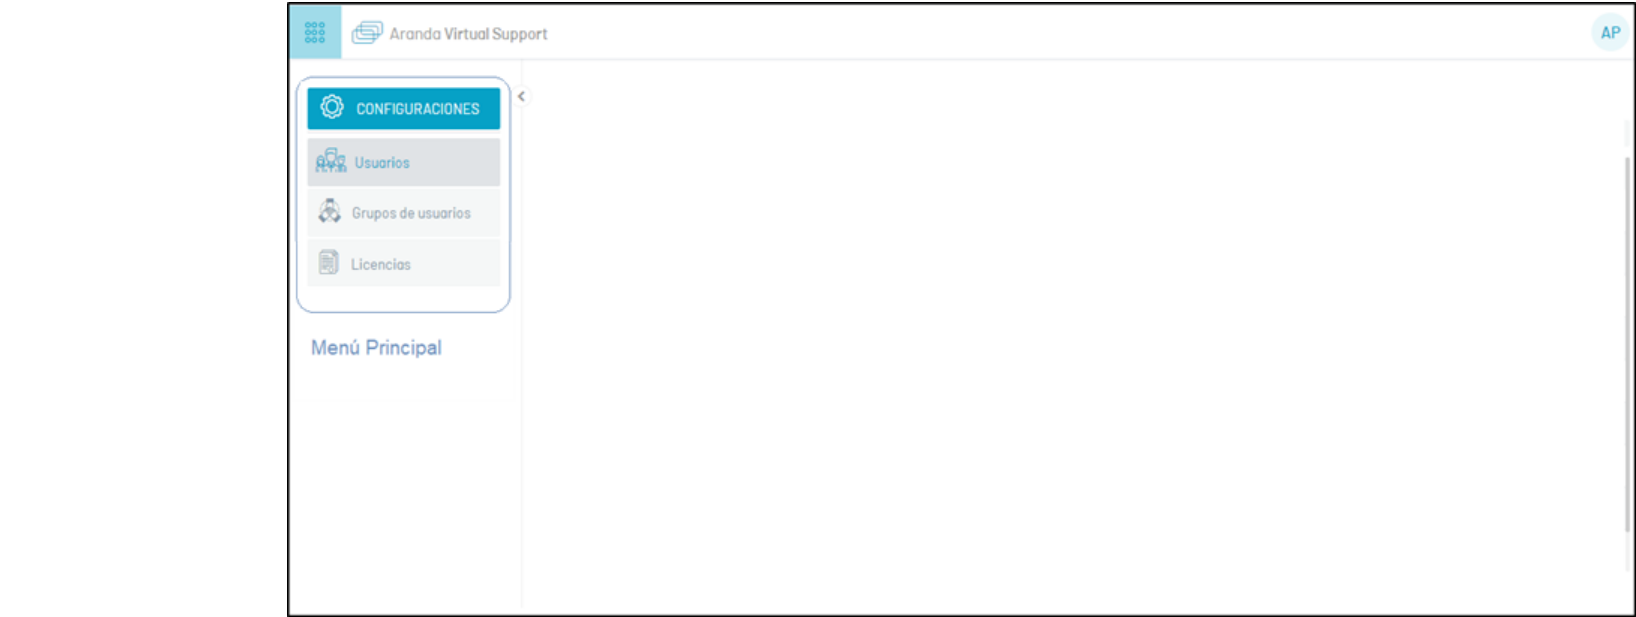 Aranda Virtual Support
AP
CONFIGURACIONES
Usuarios
Grupos de usuarios
Licencias
Menú Principal